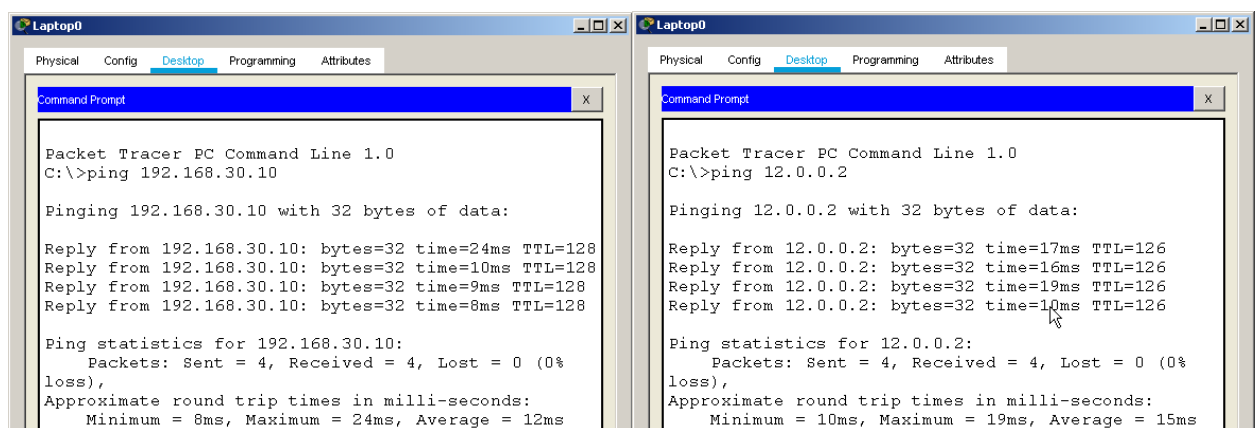 Laptop0
Physical Config Desktop Programming Attributes
Command Prompt X
Packet Tracer PC Command Line 1.0
C:\>ping 192.168.30.10
Pinging 192.168.30.10 with 32 bytes of data:
Reply from 192.168.30.10: bytes=32 time=24ms TTL=128
Reply from 192.168.30.10: bytes=32 time=10ms TTL=128
Reply from 192.168.30.10: bytes=32 time=9ms TTL=128
Reply from 192.168.30.10: bytes=32 time=8ms TTL=128
Ping statistics for 192.168.30.10:
Packets: Sent = 4, Received = 4, Lost = 0 (0%
loss),
Approximate round trip times in milli-seconds:
Minimum = 8ms, Maximum = 24ms, Average = 12ms
Laptop0
Physical Config Desktop Programming Attributes
Command Prompt X
Packet Tracer PC Command Line 1.0
C:\>ping 12.0.0.2
Pinging 12.0.0.2 with 32 bytes of data:
Reply from 12.0.0.2: bytes=32 time=17ms TTL=126
Reply from 12.0.0.2: bytes=32 time=16ms TTL=126
Reply from 12.0.0.2: bytes=32 time=19ms TTL=126
Reply from 12.0.0.2: bytes=32 time=10ms TTL=126
Ping statistics for 12.0.0.2:
Packets: Sent = 4, Received = 4, Lost = 0 (0%
loss),
Approximate round trip times in milli-seconds:
Minimum = 10ms, Maximum = 19ms, Average = 15ms